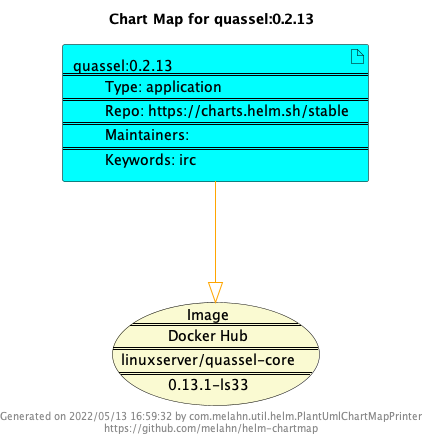 Chart Map for quassel:0.2.13
quassel:0.2.13
Type: application
Repo: https://charts.helm.sh/stable
Maintainers:
Keywords: irc
Image
Docker Hub
linuxserver/quassel-core
0.13.1-ls33
Generated on 2022/05/13 16:59:32 by com.melahn.util.helm.PlantUmlChartMapPrinter
https://github.com/melahn/helm-chartmap